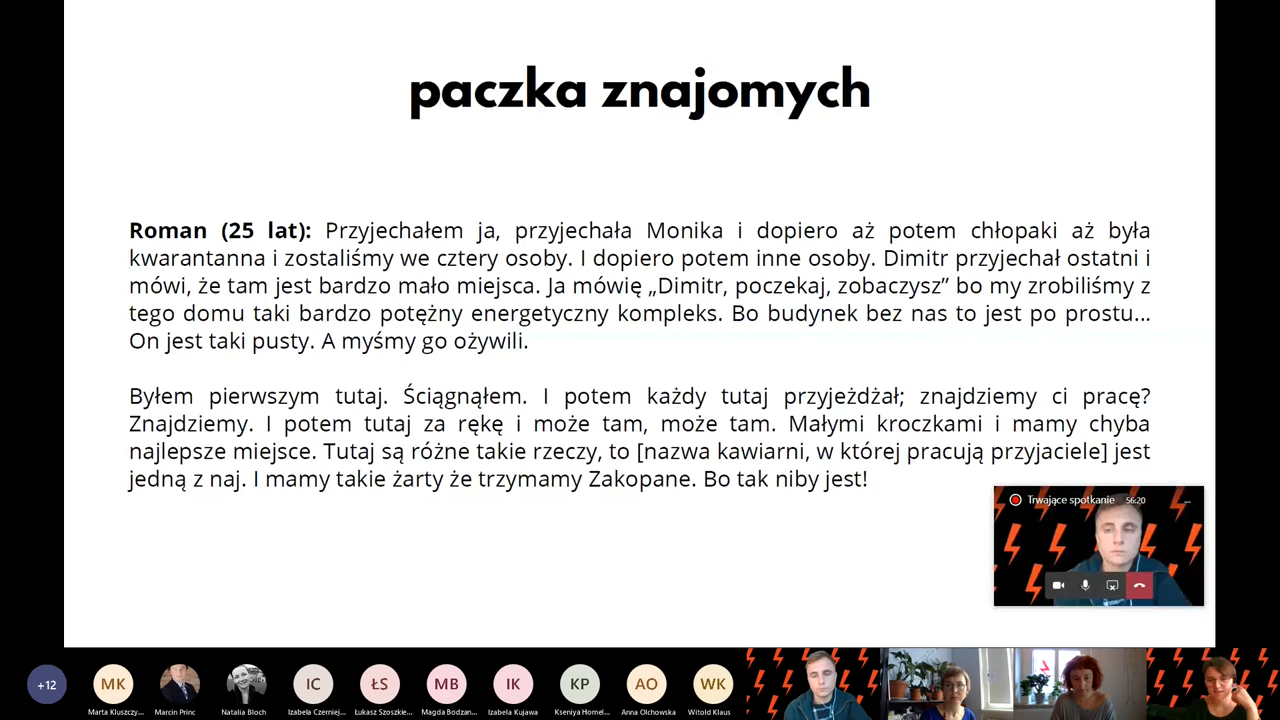 paczka znajomych
Roman (25 lat): Przyjechałem ja, przyjechała Monika i dopiero aż potem chłopaki aż była
kwarantanna i zostaliśmy we cztery osoby. I dopiero potem inne osoby. Dimitr przyjechał ostatni i
mówi, że tam jest bardzo mało miejsca. Ja mówię „Dimitr, poczekaj, zobaczysz” bo my zrobiliśmy z
tego domu taki bardzo potężny energetyczny kompleks. Bo budynek bez nas to jest po prostu...
On jest taki pusty. A myśmy go ożywili.
Byłem pierwszym tutaj. Ściągnąłem. I potem każdy tutaj przyjeżdżał; znajdziemy ci pracę?
Znajdziemy. I potem tutaj za rękę i może tam, może tam. Małymi kroczkami i mamy chyba
najlepsze miejsce. Tutaj są różne takie rzeczy, to [nazwa kawiarni, w której pracują przyjaciele] jest
jedną z naj. I mamy takie żarty że trzymamy Zakopane. Bo tak niby jest!
Trwające spotkanie 56:20 ...
+12 MK IC ŁS MB IK KP AO WK
Marta Kluszczy... Marcin Princ Natalia Bloch Izabela Czerniej... Łukasz Szoszkie... Magda Bodzan... Izabela Kujawa Kseniya Homel... Anna Olchowska Witold Klaus